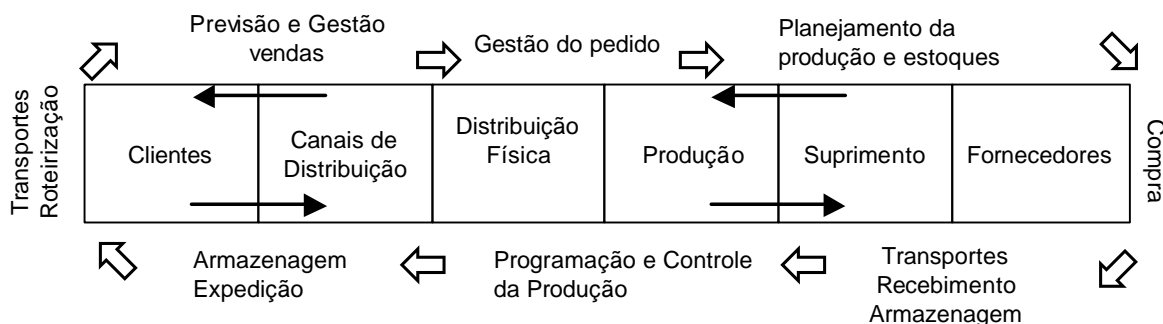 Previsão e Gestão
vendas
Gestão do pedido
Planejamento da
produção e estoques
Transportes
Roteirização
Clientes
Canais de
Distribuição
Distribuição
Física
Produção
Suprimento
Fornecedores
Compra
Armazenagem
Expedição
Programação e Controle
da Produção
Transportes
Recebimento
Armazenagem